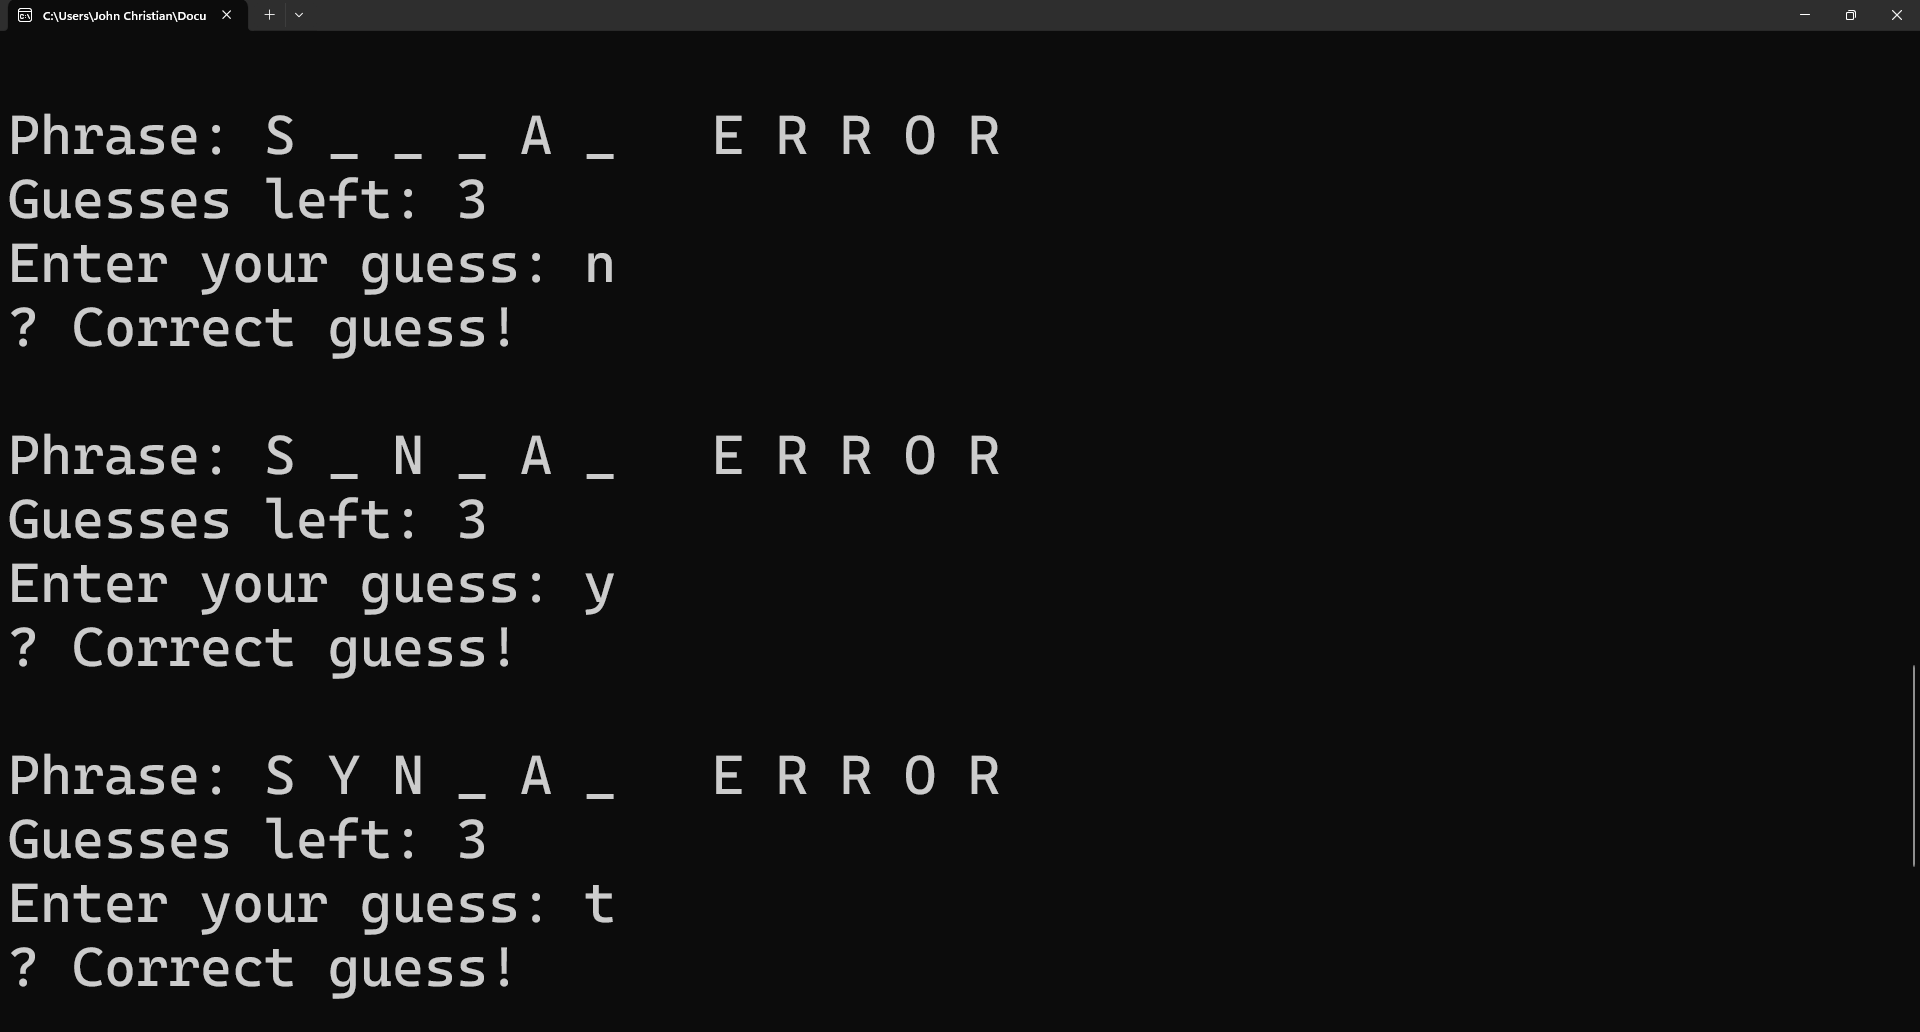 C:\Users\John Christian\Docu
Phrase: S _ _ _ A _   E R R O R
Guesses left: 3
Enter your guess: n
? Correct guess!
Phrase: S _ N _ A _   E R R O R
Guesses left: 3
Enter your guess: y
? Correct guess!
Phrase: S Y N _ A _   E R R O R
Guesses left: 3
Enter your guess: t
? Correct guess!